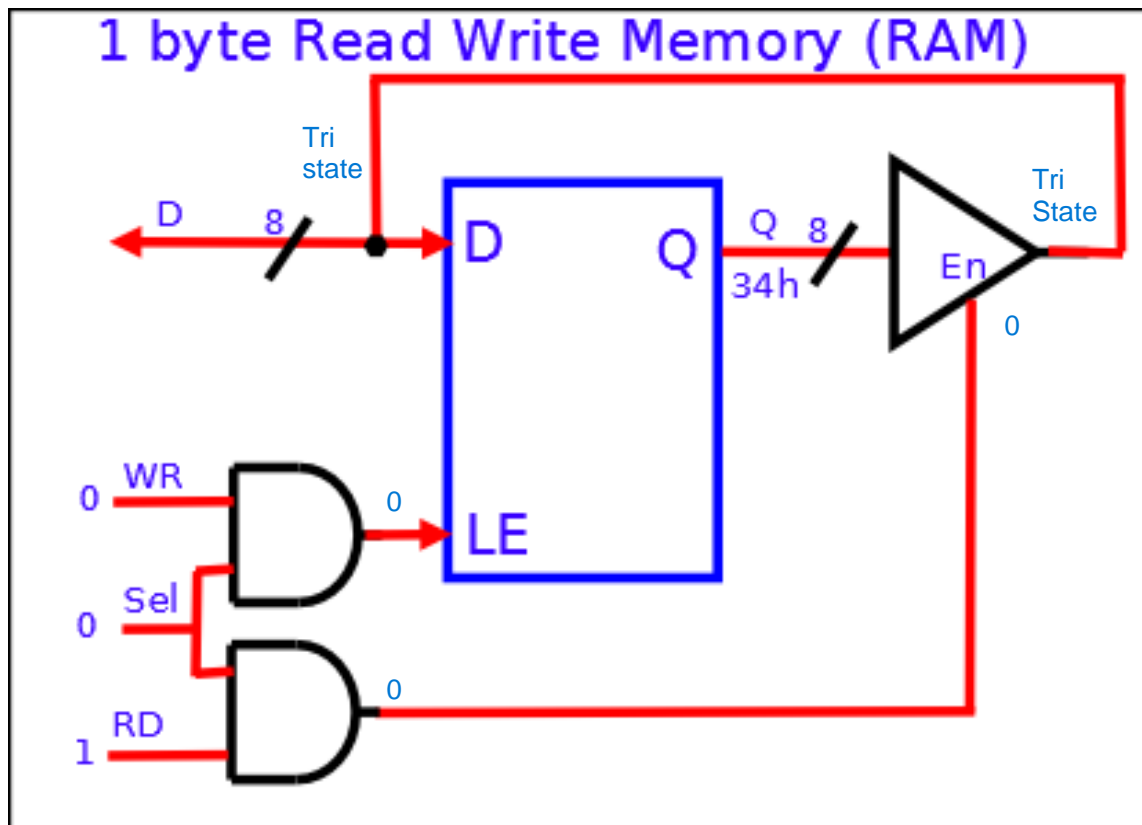 1 byte Read Write Memory (RAM)
Tri
state
D
8
D
Q
Q
8
34h
En
Tri
State
0
WR
0
0
LE
Sel
0
0
RD
1